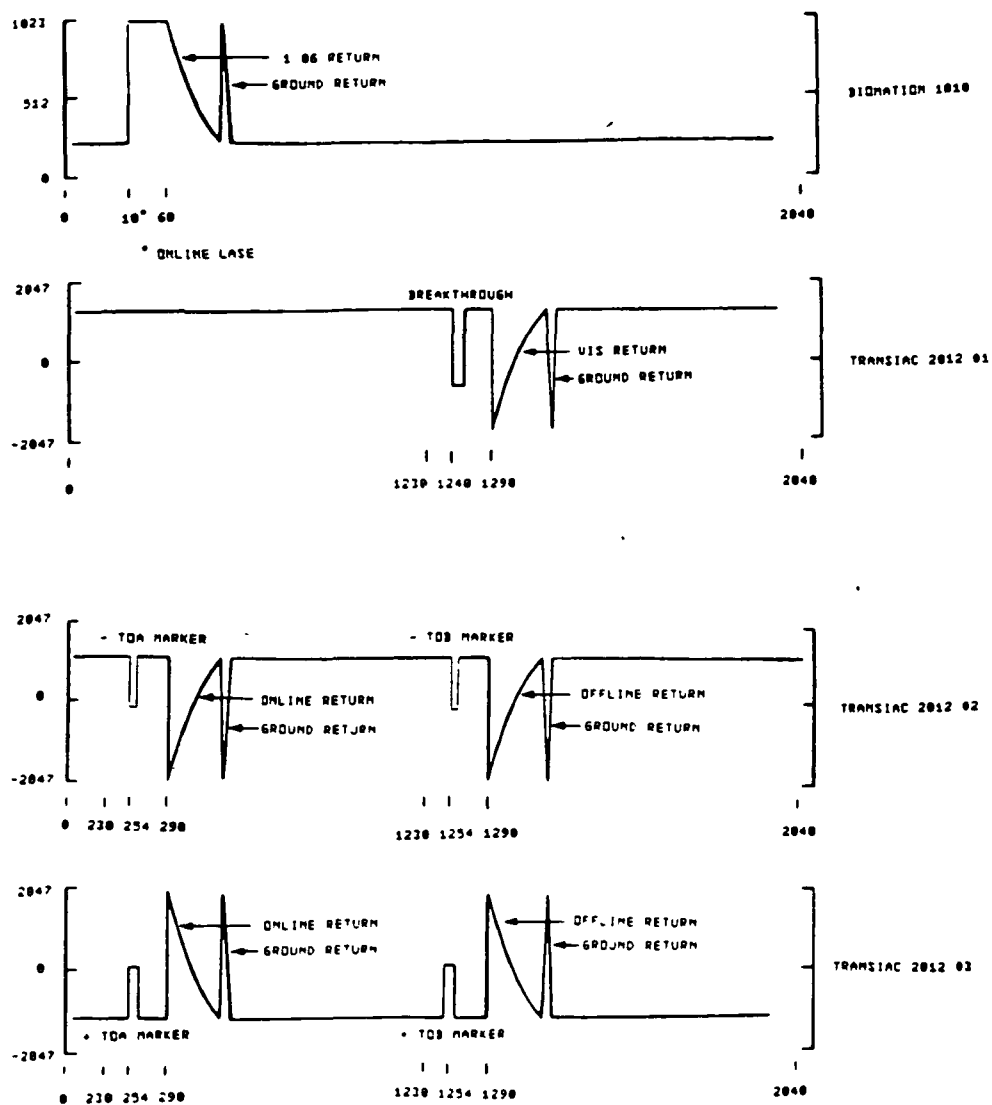 1023
1 06 RETURN
GROUND RETURN
512
BIOMATION 1010
0
0 10* 60 2040
* ONLINE LASE
2047
BREAKTHROUGH
VIS RETURN
0
TRANSIAC 2012 01
GROUND RETURN
-2047
0 1230 1240 1290 2040
2047
- TOA MARKER - TOB MARKER
0
ONLINE RETURN OFFLINE RETURN
TRANSIAC 2012 02
GROUND RETURN GROUND RETURN
-2047
0 230 254 290 1230 1254 1290 2040
2047
ONLINE RETURN OFFLINE RETURN
GROUND RETURN GROUND RETURN
0
TRANSIAC 2012 03
+ TOA MARKER + TOB MARKER
-2047
0 230 254 290 1230 1254 1290 2040